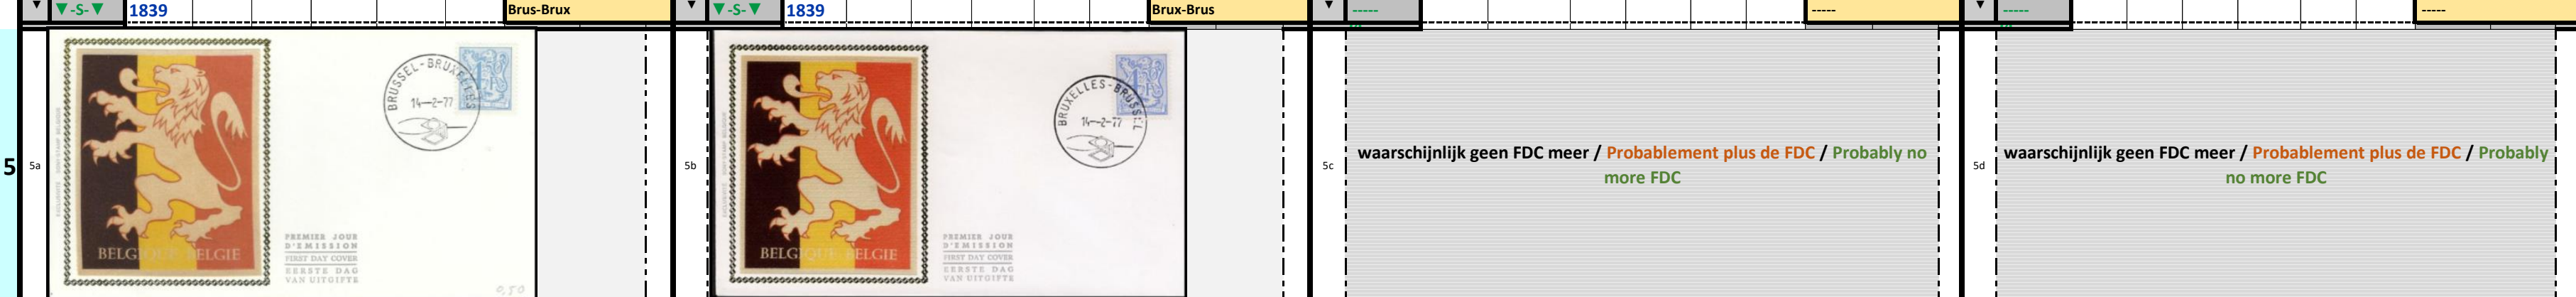 ▼ ▼-S-▼ 1839 Brus-Brux
▼ ▼-S-▼ 1839 Brux-Brus
▼ ----- -----
▼ ----- -----
5
5a
BRUSSEL-BRUXELLES
14-2-77
BELGIQUE BELGIE
PREMIER JOUR
D'EMISSION
FIRST DAY COVER
EERSTE DAG
VAN UITGIFTE
0,50
5b
BRUXELLES-BRUSSEL
14-2-77
BELGIQUE BELGIE
PREMIER JOUR
D'EMISSION
FIRST DAY COVER
EERSTE DAG
VAN UITGIFTE
5c
waarschijnlijk geen FDC meer / Probablement plus de FDC / Probably no
more FDC
5d
waarschijnlijk geen FDC meer / Probablement plus de FDC / Probably
no more FDC